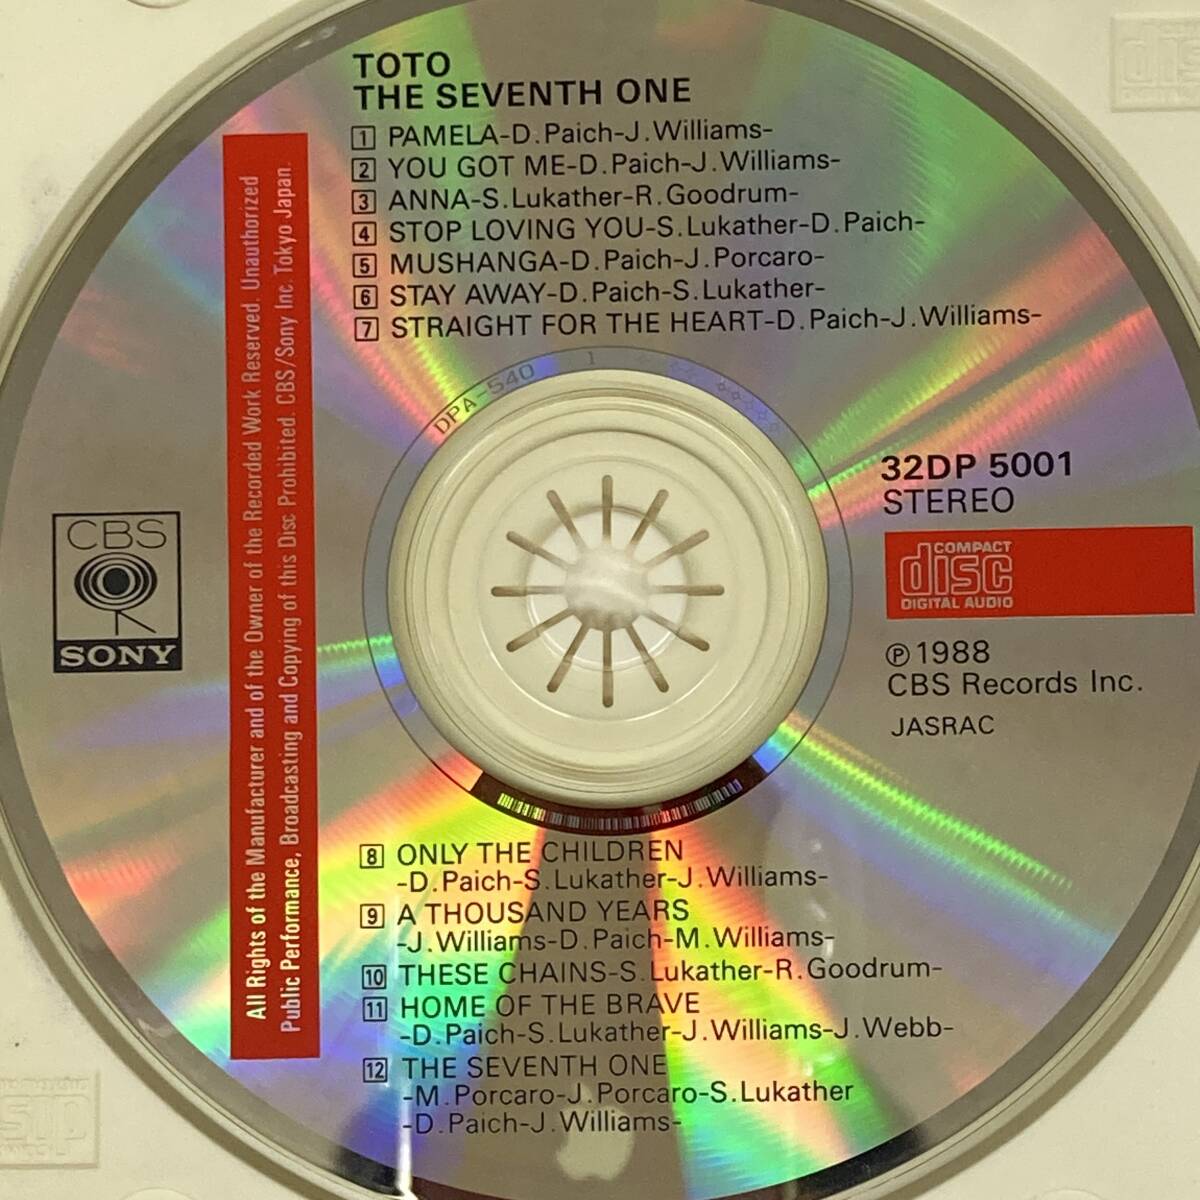 TOTO
THE SEVENTH ONE
1 PAMELA-D.Paich-J.Williams-
2 YOU GOT ME-D.Paich-J.Williams-
3 ANNA-S.Lukather-R.Goodrum-
4 STOP LOVING YOU-S.Lukather-D.Paich-
5 MUSHANGA-D.Paich-J.Porcaro-
6 STAY AWAY-D.Paich-S.Lukather-
7 STRAIGHT FOR THE HEART-D.Paich-J.Williams-
DPA-540 1
All Rights of the Manufacturer and of the Owner of the Recorded Work Reserved. Unauthorized
Public Performance, Broadcasting and Copying of this Disc Prohibited. CBS/Sony Inc. Tokyo Japan.
CBS
SONY
32DP 5001
STEREO
COMPACT
disc
DIGITAL AUDIO
Ⓟ1988
CBS Records Inc.
JASRAC
8 ONLY THE CHILDREN
-D.Paich-S.Lukather-J.Williams-
9 A THOUSAND YEARS
-J.Williams-D.Paich-M.Williams-
10 THESE CHAINS-S.Lukather-R.Goodrum-
11 HOME OF THE BRAVE
-D.Paich-S.Lukather-J.Williams-J.Webb-
12 THE SEVENTH ONE
-M.Porcaro-J.Porcaro-S.Lukather
-D.Paich-J.Williams-